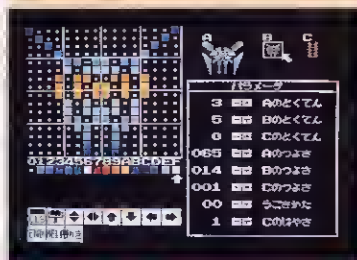 A B C
パラメータ
3 Aのとくてん
5 Bのとくてん
0 Cのとくてん
065 Aのつよさ
014 Bのつよさ
001 Cのつよさ
00 うごきかた
1 Cのはやさ
0123456789ABCDEF